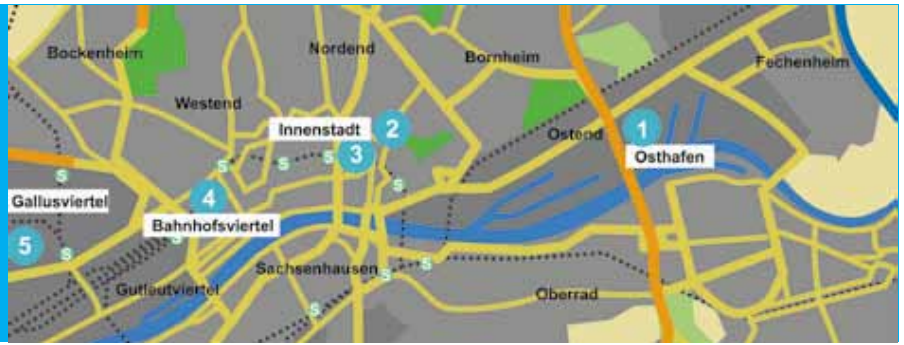 Bockenheim
Nordend
Bornheim
Fechenheim
Westend
Innenstadt
2
Ostend
1
3
Osthafen
S
S
S
S
S
4
Gallusviertel
Bahnhofsviertel
5
S
S
Sachsenhausen
S
S
Gutleutviertel
Oberrad
S